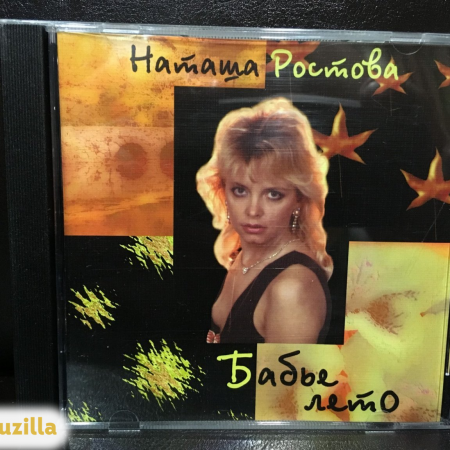 Наташа Ростова
Бабье
лето
uzilla